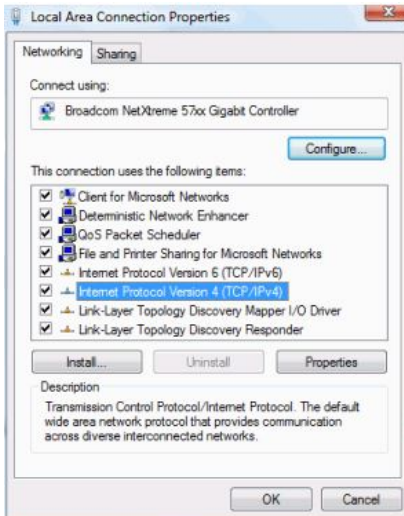 Local Area Connection Properties
Networking
Sharing
Connect using:
Broadcom NetXtreme 57xx Gigabit Controller
Configure...
This connection uses the following items:
Client for Microsoft Networks
Deterministic Network Enhancer
QoS Packet Scheduler
File and Printer Sharing for Microsoft Networks
Internet Protocol Version 6 (TCP/IPv6)
Internet Protocol Version 4 (TCP/IPv4)
Link-Layer Topology Discovery Mapper I/O Driver
Link-Layer Topology Discovery Responder
Install...
Uninstall
Properties
Description
Transmission Control Protocol/Internet Protocol. The default
wide area network protocol that provides communication
across diverse interconnected networks.
OK
Cancel